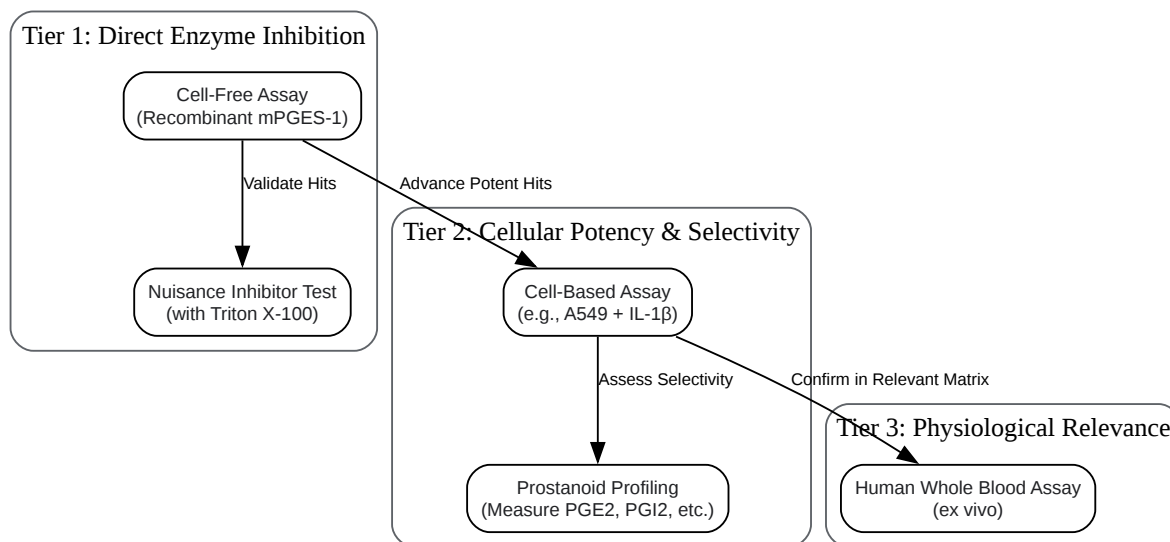 Tier 1: Direct Enzyme Inhibition
Cell-Free Assay
(Recombinant mPGES-1)
Validate Hits
Advance Potent Hits
Nuisance Inhibitor Test
(with Triton X-100)
Tier 2: Cellular Potency & Selectivity
Cell-Based Assay
(e.g., A549 + IL-1β)
Assess Selectivity
Confirm in Relevant Matrix
Prostanoid Profiling
(Measure PGE2, PGI2, etc.)
Tier 3: Physiological Relevance
Human Whole Blood Assay
(ex vivo)